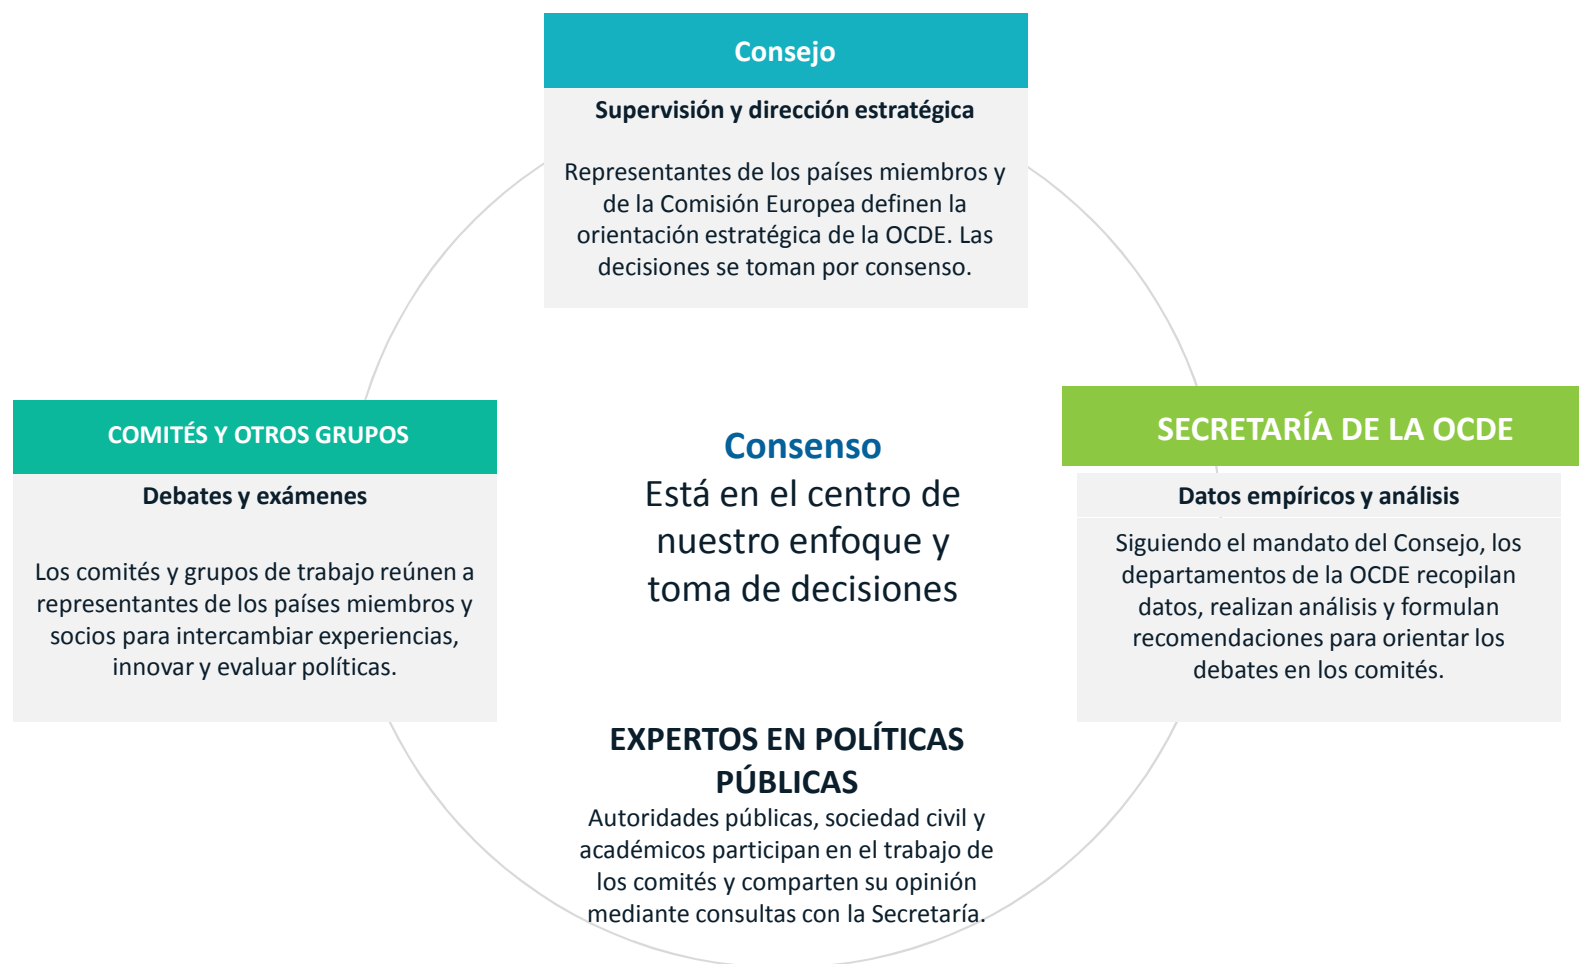 Consejo
Supervisión y dirección estratégica
Representantes de los países miembros y
de la Comisión Europea definen la
orientación estratégica de la OCDE. Las
decisiones se toman por consenso.
COMITÉS Y OTROS GRUPOS
Debates y exámenes
Los comités y grupos de trabajo reúnen a
representantes de los países miembros y
socios para intercambiar experiencias,
innovar y evaluar políticas.
Consenso
Está en el centro de
nuestro enfoque y
toma de decisiones
SECRETARÍA DE LA OCDE
Datos empíricos y análisis
Siguiendo el mandato del Consejo, los
departamentos de la OCDE recopilan
datos, realizan análisis y formulan
recomendaciones para orientar los
debates en los comités.
EXPERTOS EN POLÍTICAS
PÚBLICAS
Autoridades públicas, sociedad civil y
académicos participan en el trabajo de
los comités y comparten su opinión
mediante consultas con la Secretaría.